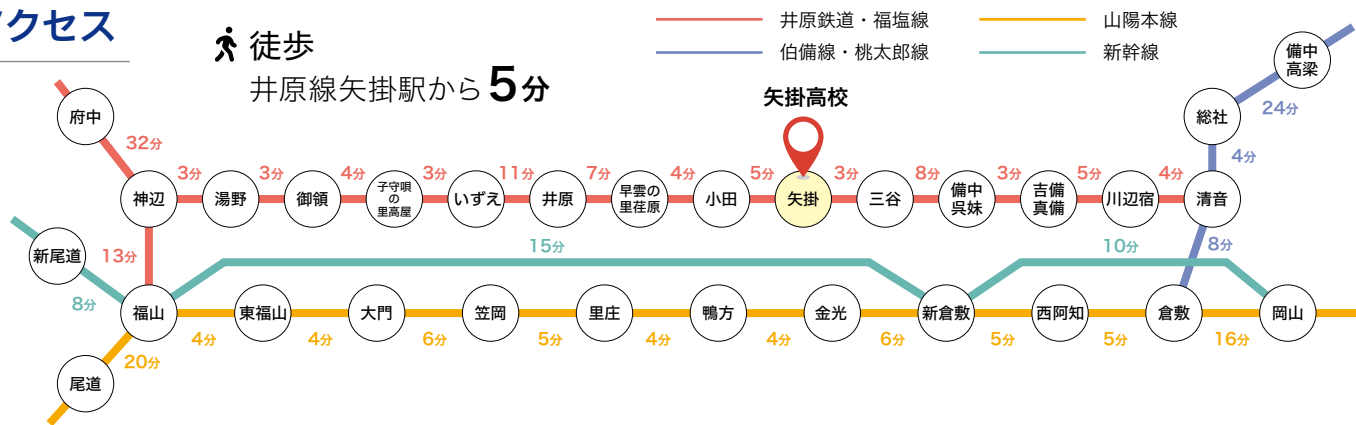 アクセス
徒歩
井原線矢掛駅から5分
井原鉄道・福塩線
山陽本線
伯備線・桃太郎線
新幹線
矢掛高校
備中
高梁
24分
総社
4分
府中
32分
神辺
3分
湯野
3分
御領
4分
子守唄
の
里高屋
3分
いずえ
11分
井原
7分
早雲の
里荏原
4分
小田
5分
矢掛
3分
三谷
8分
備中
呉妹
3分
吉備
真備
5分
川辺宿
4分
清音
8分
新尾道
8分
13分
15分
10分
福山
4分
東福山
4分
大門
6分
笠岡
5分
里庄
4分
鴨方
4分
金光
6分
新倉敷
5分
西阿知
5分
倉敷
16分
岡山
20分
尾道